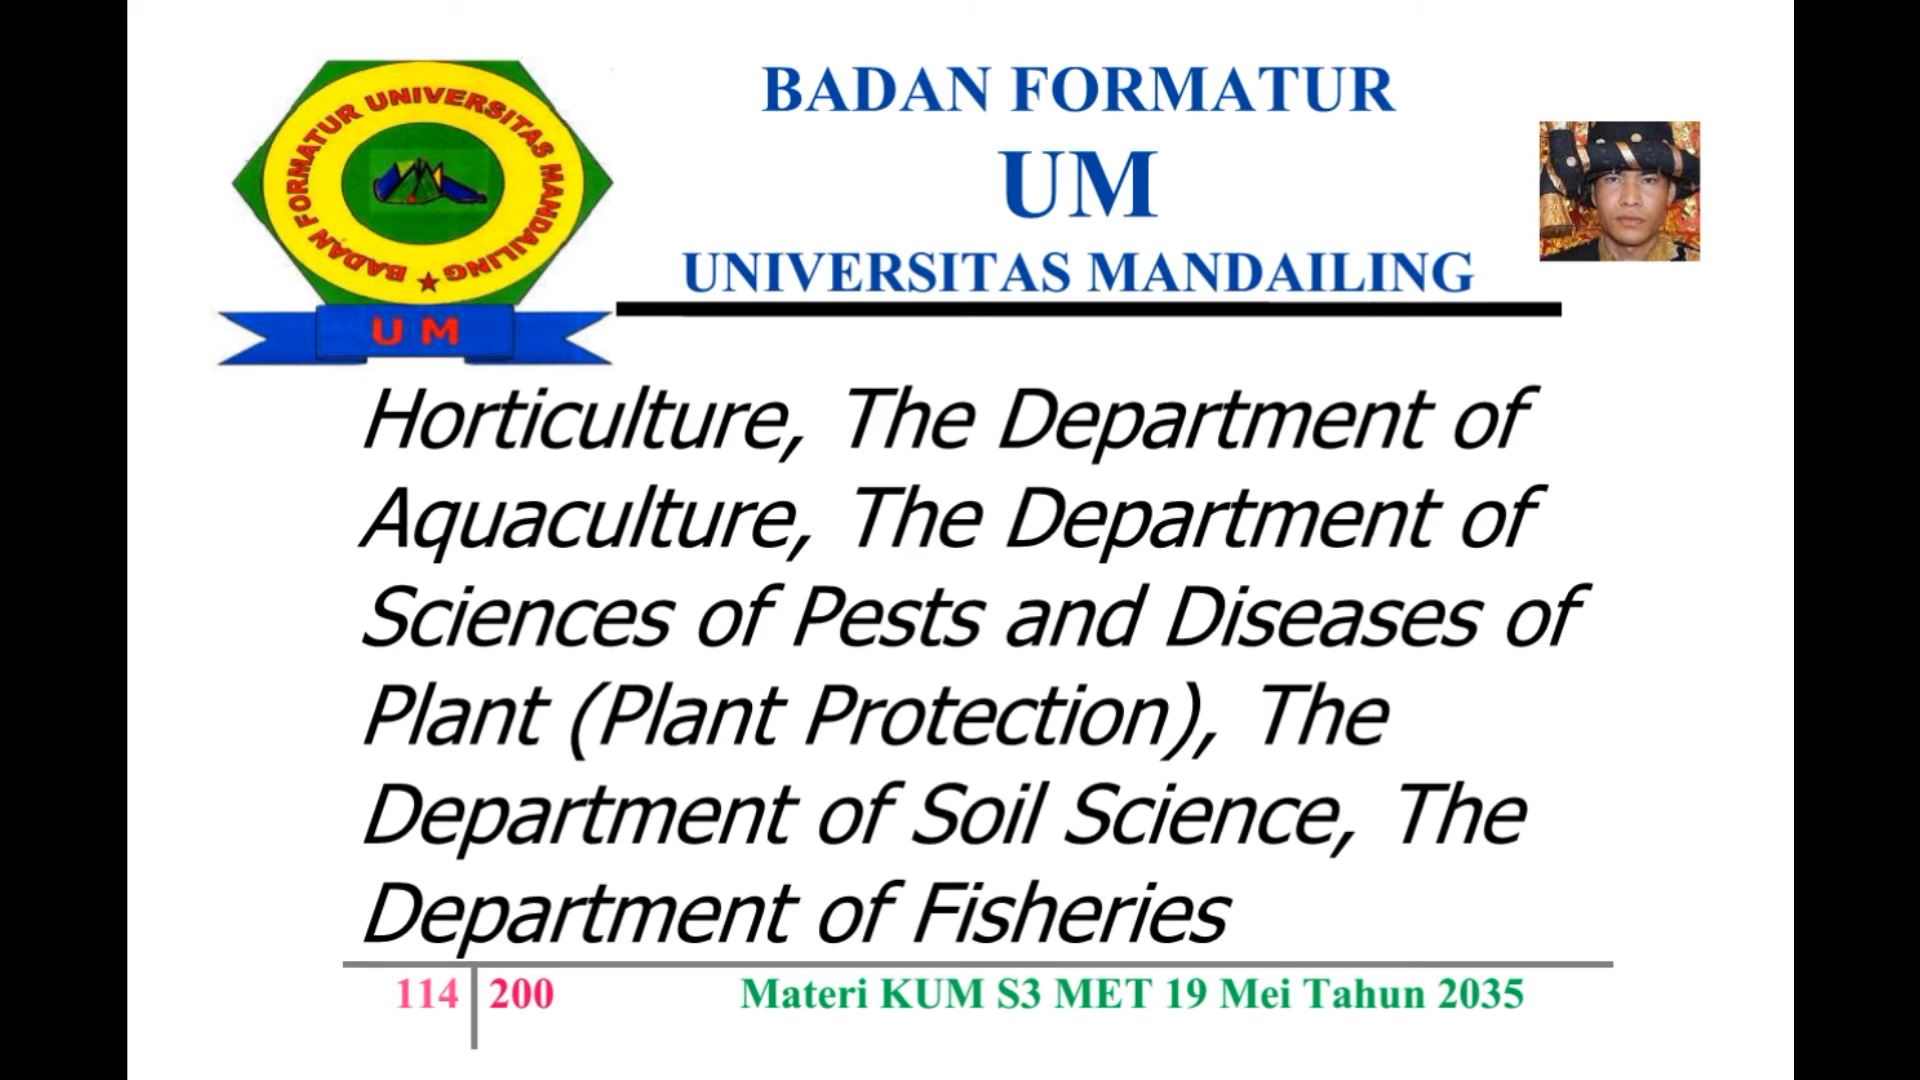 BADAN FORMATUR UNIVERSITAS MANDAILING
U M
BADAN FORMATUR
UM
UNIVERSITAS MANDAILING
Horticulture, The Department of
Aquaculture, The Department of
Sciences of Pests and Diseases of
Plant (Plant Protection), The
Department of Soil Science, The
Department of Fisheries
114 200 Materi KUM S3 MET 19 Mei Tahun 2035